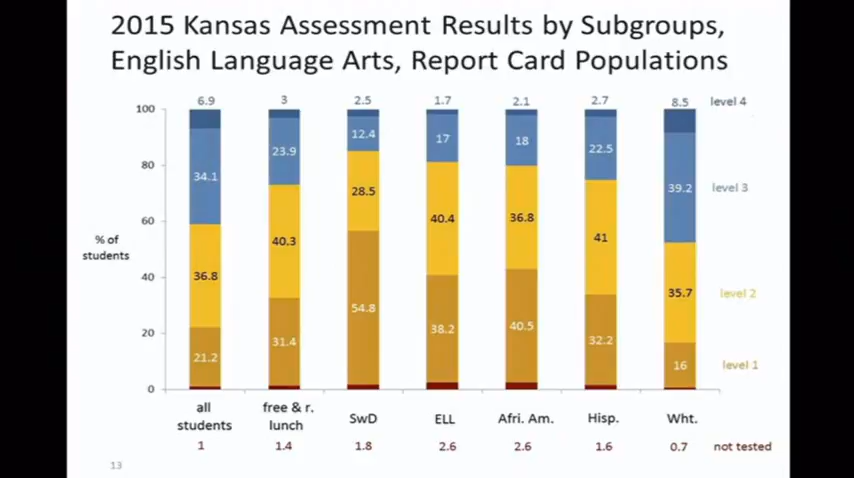 2015 Kansas Assessment Results by Subgroups,
English Language Arts, Report Card Populations
6.9 3 2.5 1.7 2.1 2.7 8.5 level 4
100
34.1 23.9 12.4 17 18 22.5 39.2 level 3
80
60
% of
students
36.8 40.3 28.5 40.4 36.8 41 35.7 level 2
40
21.2 31.4 54.8 38.2 40.5 32.2 16 level 1
20
0
all
students
free & r.
lunch
SwD
ELL
Afri. Am.
Hisp.
Wht.
1 1.4 1.8 2.6 2.6 1.6 0.7 not tested
13